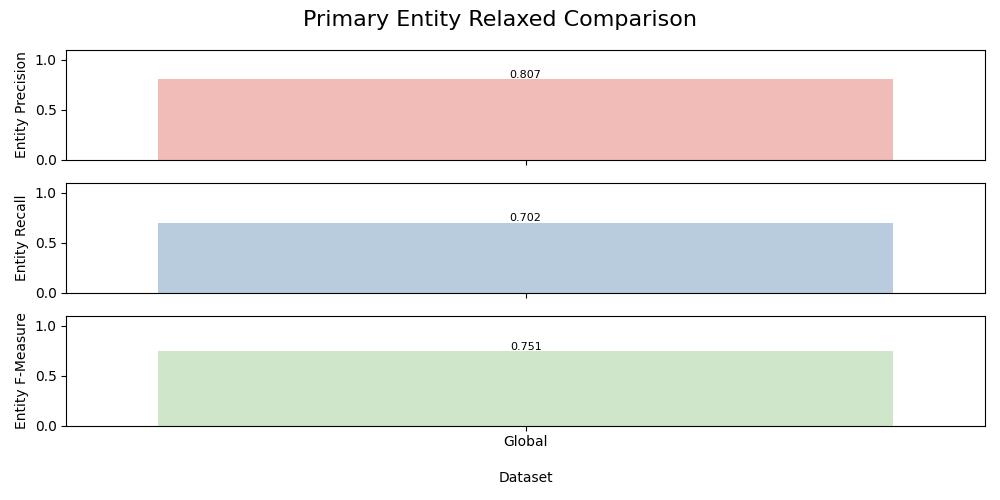 Primary Entity Relaxed Comparison
Entity Precision
1.0
0.5
0.0
0.807
Entity Recall
1.0
0.5
0.0
0.702
Entity F-Measure
1.0
0.5
0.0
0.751
Global
Dataset